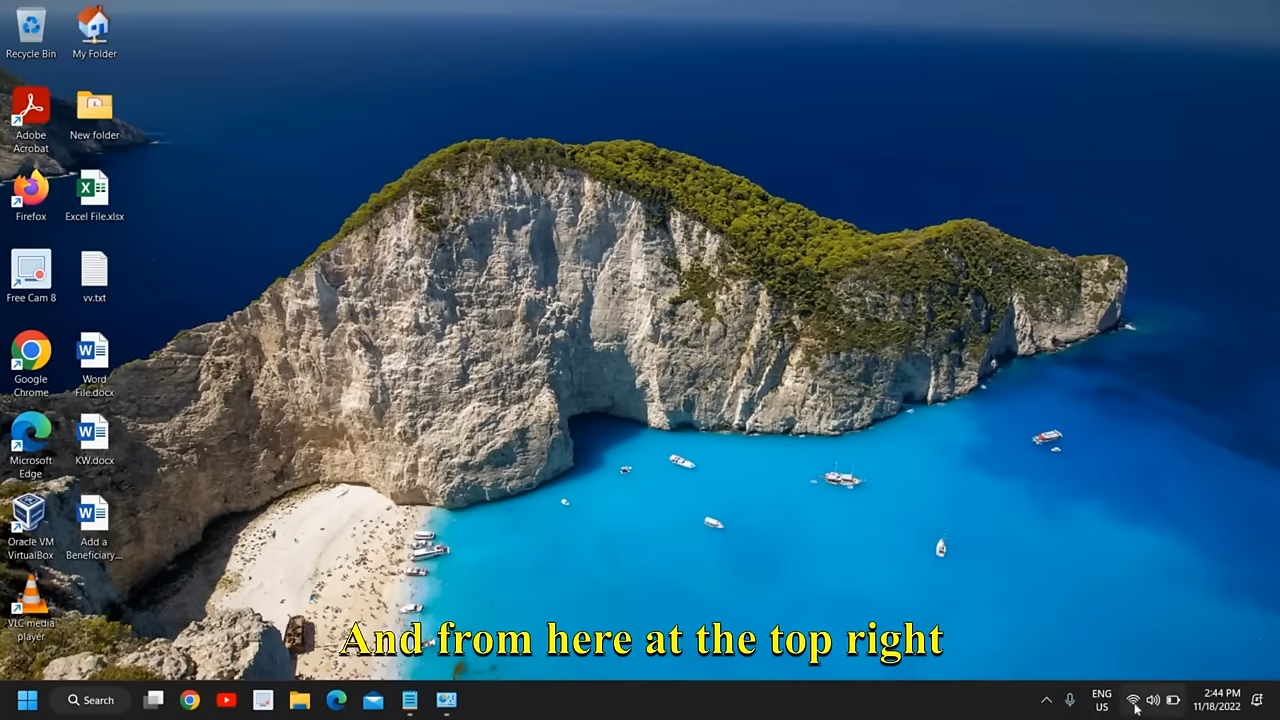 Recycle Bin
My Folder
Adobe
Acrobat
New folder
Firefox
Excel File.xlsx
Free Cam 8
vv.txt
Google
Chrome
Word
File.docx
Microsoft
Edge
KW.docx
Oracle VM
VirtualBox
Add a
Beneficiary....
VLC media
player
And from here at the top right
Search
ENG
US
2:44 PM
11/18/2022